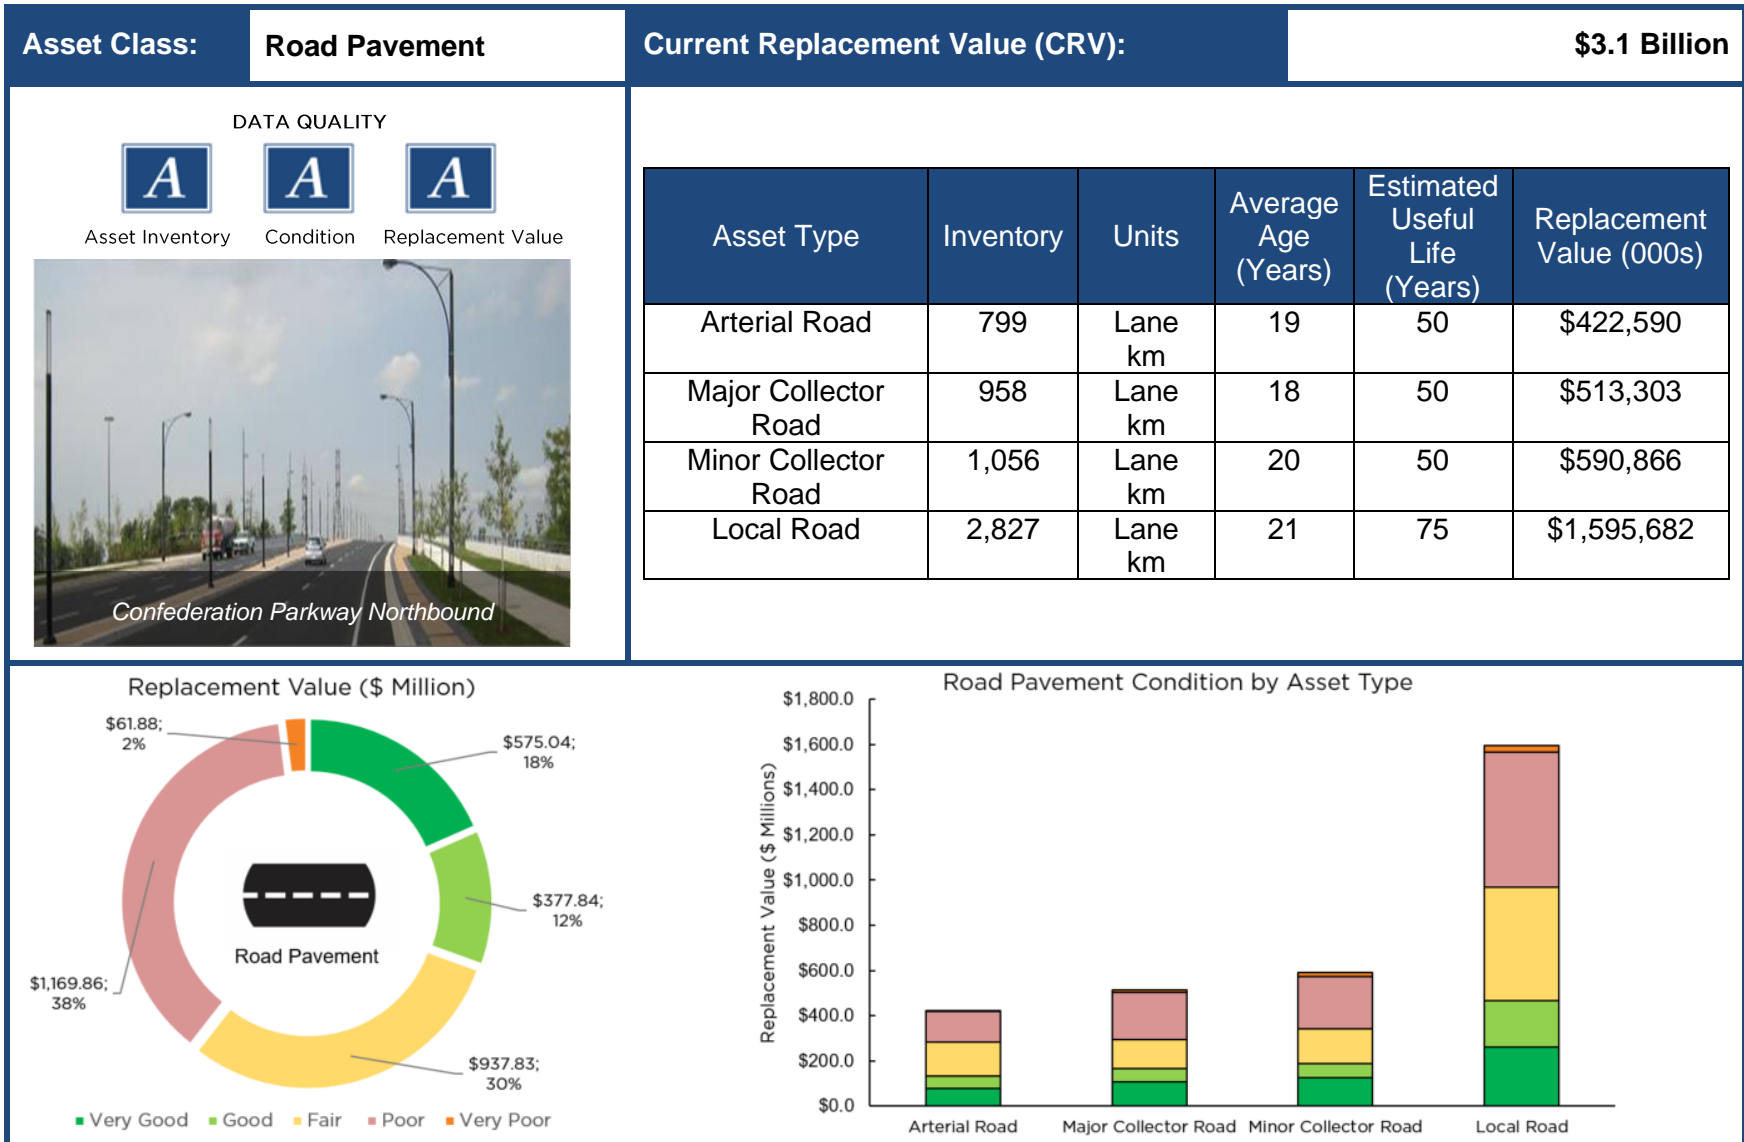 Asset Class:
Road Pavement
Current Replacement Value (CRV):
$3.1 Billion
DATA QUALITY
A A A
Asset Inventory Condition Replacement Value
Confederation Parkway Northbound
Asset Type Inventory Units Average Age (Years) Estimated Useful Life (Years) Replacement Value (000s)
Arterial Road 799 Lane km 19 50 $422,590
Major Collector Road 958 Lane km 18 50 $513,303
Minor Collector Road 1,056 Lane km 20 50 $590,866
Local Road 2,827 Lane km 21 75 $1,595,682
Replacement Value ($ Million)
$61.88; 2%
$575.04; 18%
$377.84; 12%
$1,169.86; 38%
$937.83; 30%
Road Pavement
Very Good Good Fair Poor Very Poor
Road Pavement Condition by Asset Type
Replacement Value ($ Millions)
$1,800.0
$1,600.0
$1,400.0
$1,200.0
$1,000.0
$800.0
$600.0
$400.0
$200.0
$0.0
Arterial Road Major Collector Road Minor Collector Road Local Road